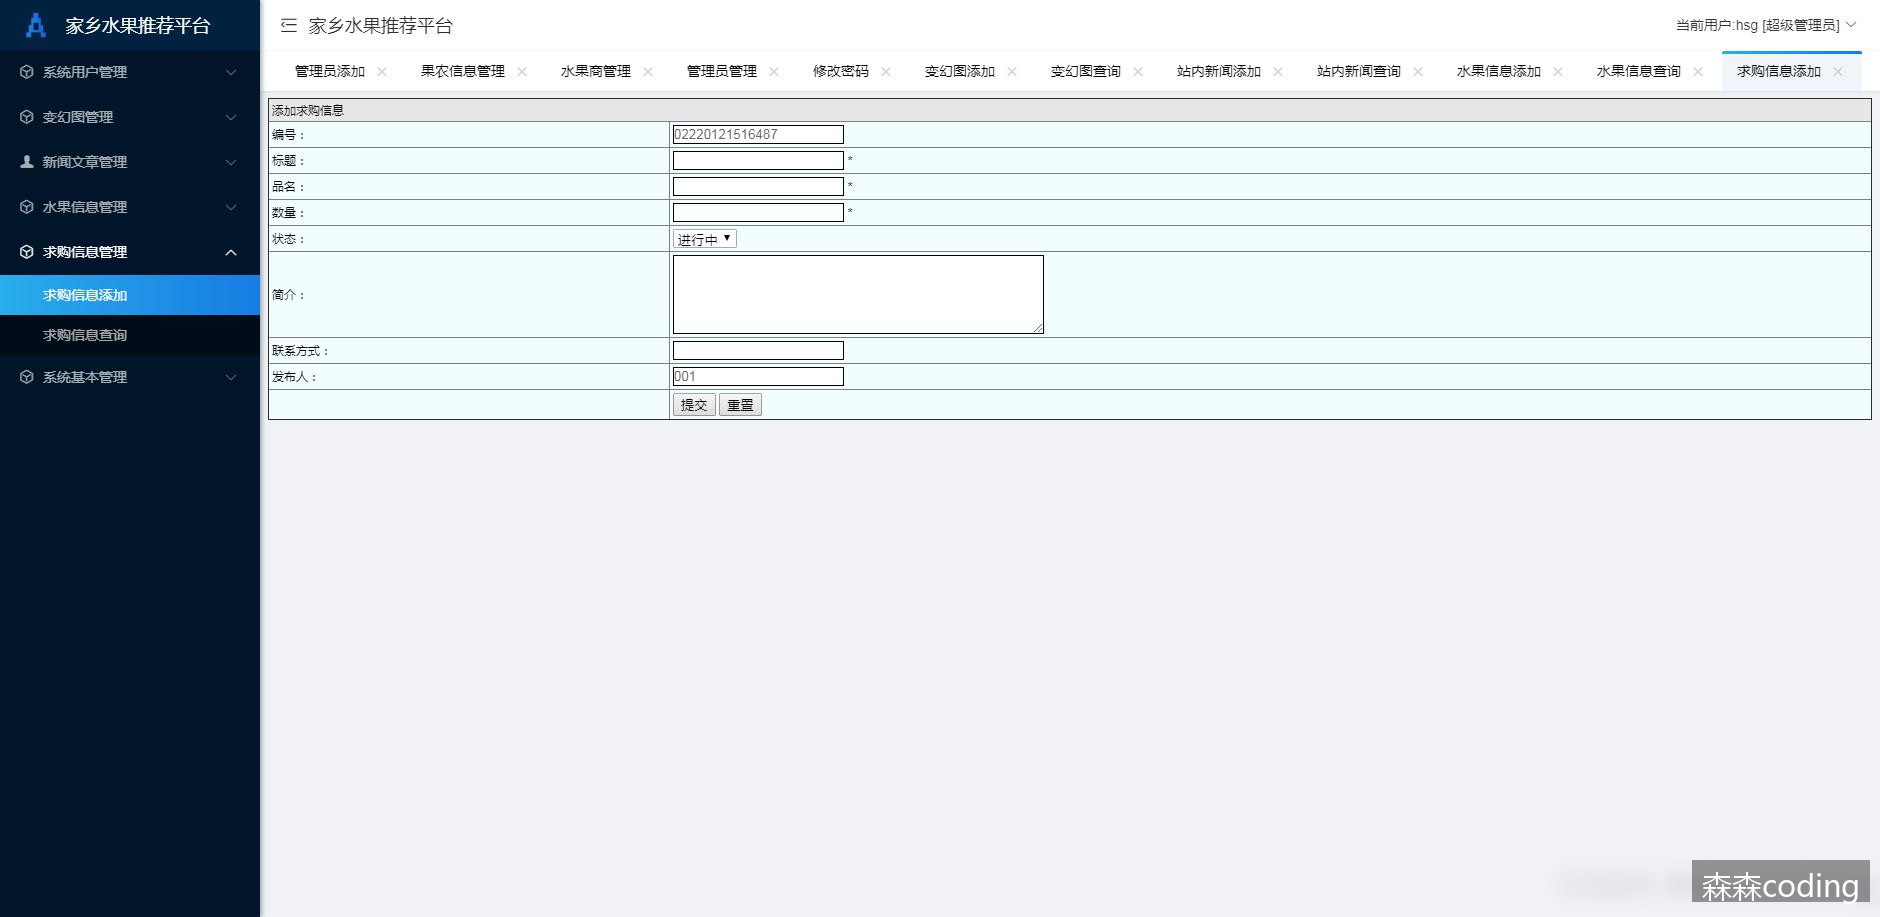 家乡水果推荐平台
家乡水果推荐平台
当前用户:hsg [超级管理员]
系统用户管理
变幻图管理
新闻文章管理
水果信息管理
求购信息管理
求购信息添加
求购信息查询
系统基本管理
管理员添加 果农信息管理 水果商管理 管理员管理 修改密码 变幻图添加 变幻图查询 站内新闻添加 站内新闻查询 水果信息添加 水果信息查询 求购信息添加
添加求购信息
编号： 02220121516487
标题： *
品名： *
数量： *
状态： 进行中
简介：
联系方式：
发布人： 001
提交 重置
森森coding